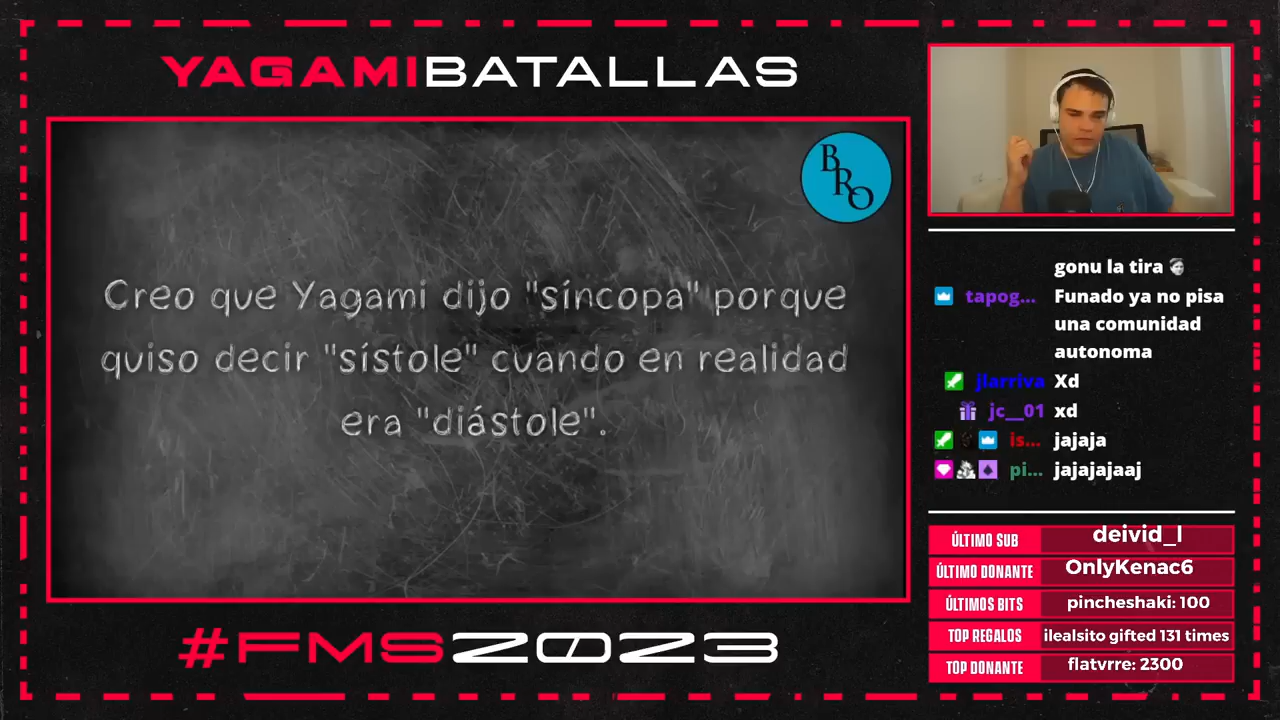 YAGAMIBATALLAS
BRO
Creo que Yagami dijo "síncopa" porque
quiso decir "sístole" cuando en realidad
era "diástole".
#FMS2023
gonu la tira
tapog... Funado ya no pisa
una comunidad
autonoma
jlarriva Xd
jc__01 xd
is... jajaja
pi... jajajajaaj
ÚLTIMO SUB deivid_l
ÚLTIMO DONANTE OnlyKenac6
ÚLTIMOS BITS pincheshaki: 100
TOP REGALOS ilealsito gifted 131 times
TOP DONANTE flatvrre: 2300